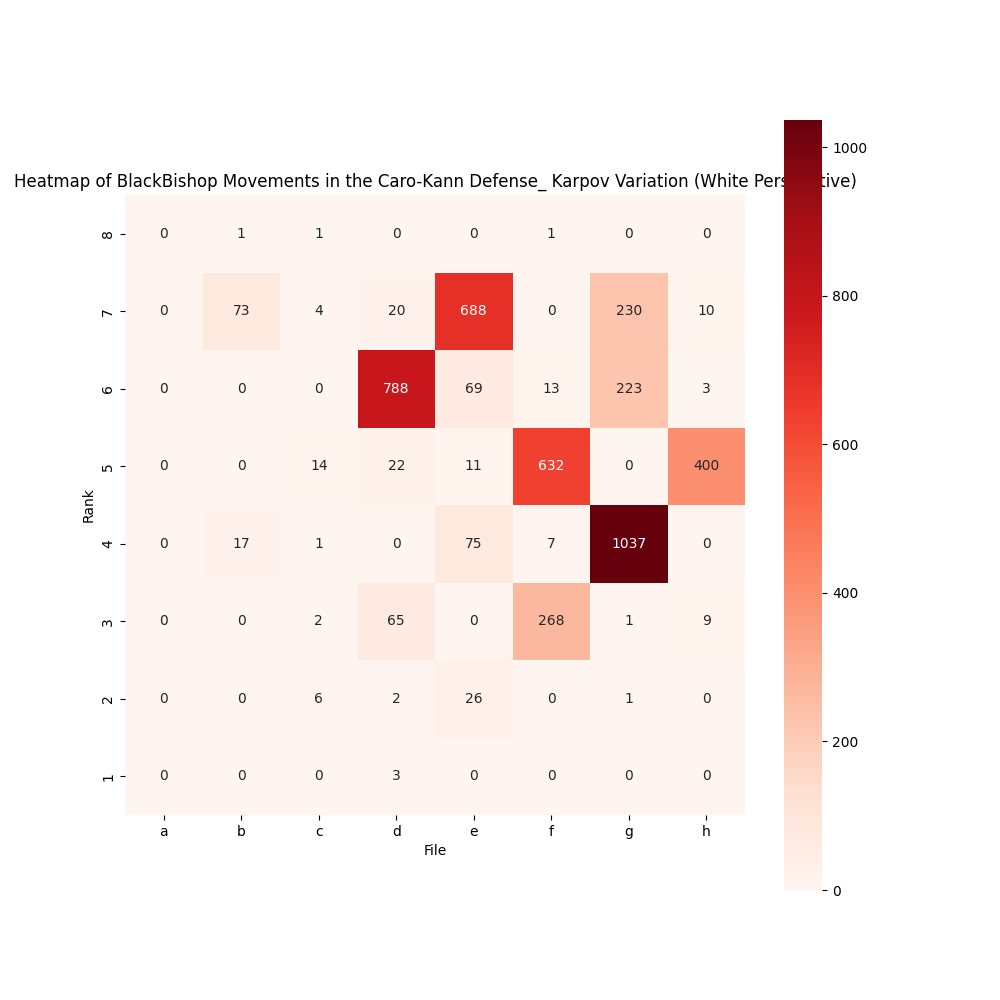 Heatmap of BlackBishop Movements in the Caro-Kann Defense_ Karpov Variation (White Perspective)
1000
8 0 1 1 0 0 1 0 0
7 0 73 4 20 688 0 230 10
800
6 0 0 0 788 69 13 223 3
600
5 0 0 14 22 11 632 0 400
Rank
4 0 17 1 0 75 7 1037 0
400
3 0 0 2 65 0 268 1 9
2 0 0 6 2 26 0 1 0
200
1 0 0 0 3 0 0 0 0
a b c d e f g h
File
0